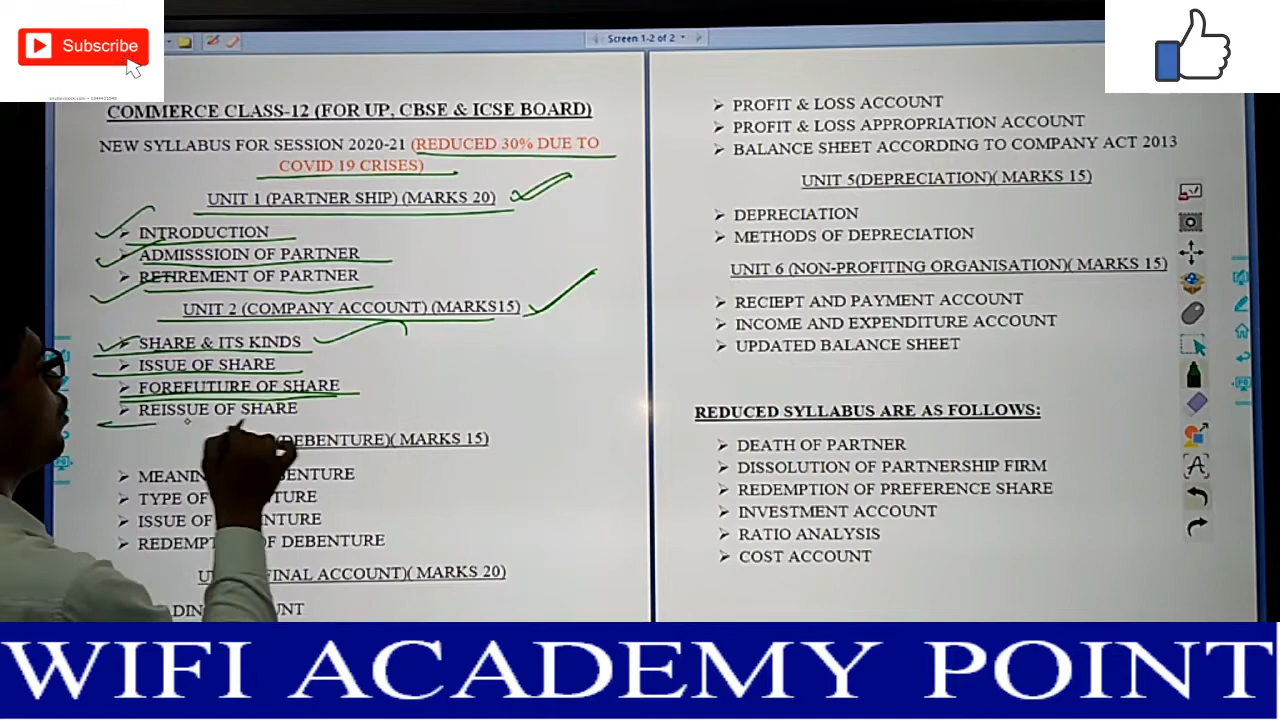 Subscribe
Screen 1-2 of 2
COMMERCE CLASS-12 (FOR UP, CBSE & ICSE BOARD)
NEW SYLLABUS FOR SESSION 2020-21 (REDUCED 30% DUE TO
COVID 19 CRISES)
UNIT 1 (PARTNER SHIP) (MARKS 20)
INTRODUCTION
ADMISSSIOIN OF PARTNER
RETIREMENT OF PARTNER
UNIT 2 (COMPANY ACCOUNT) (MARKS15)
SHARE & ITS KINDS
ISSUE OF SHARE
FOREFUTURE OF SHARE
REISSUE OF SHARE
(DEBENTURE)( MARKS 15)
TYPE OF
ISSUE OF
OF DEBENTURE
FINAL ACCOUNT)( MARKS 20)
PROFIT & LOSS ACCOUNT
PROFIT & LOSS APPROPRIATION ACCOUNT
BALANCE SHEET ACCORDING TO COMPANY ACT 2013
UNIT 5(DEPRECIATION)( MARKS 15)
DEPRECIATION
METHODS OF DEPRECIATION
UNIT 6 (NON-PROFITING ORGANISATION)( MARKS 15)
RECIEPT AND PAYMENT ACCOUNT
INCOME AND EXPENDITURE ACCOUNT
UPDATED BALANCE SHEET
REDUCED SYLLABUS ARE AS FOLLOWS:
DEATH OF PARTNER
DISSOLUTION OF PARTNERSHIP FIRM
REDEMPTION OF PREFERENCE SHARE
INVESTMENT ACCOUNT
RATIO ANALYSIS
COST ACCOUNT
WIFI ACADEMY POINT